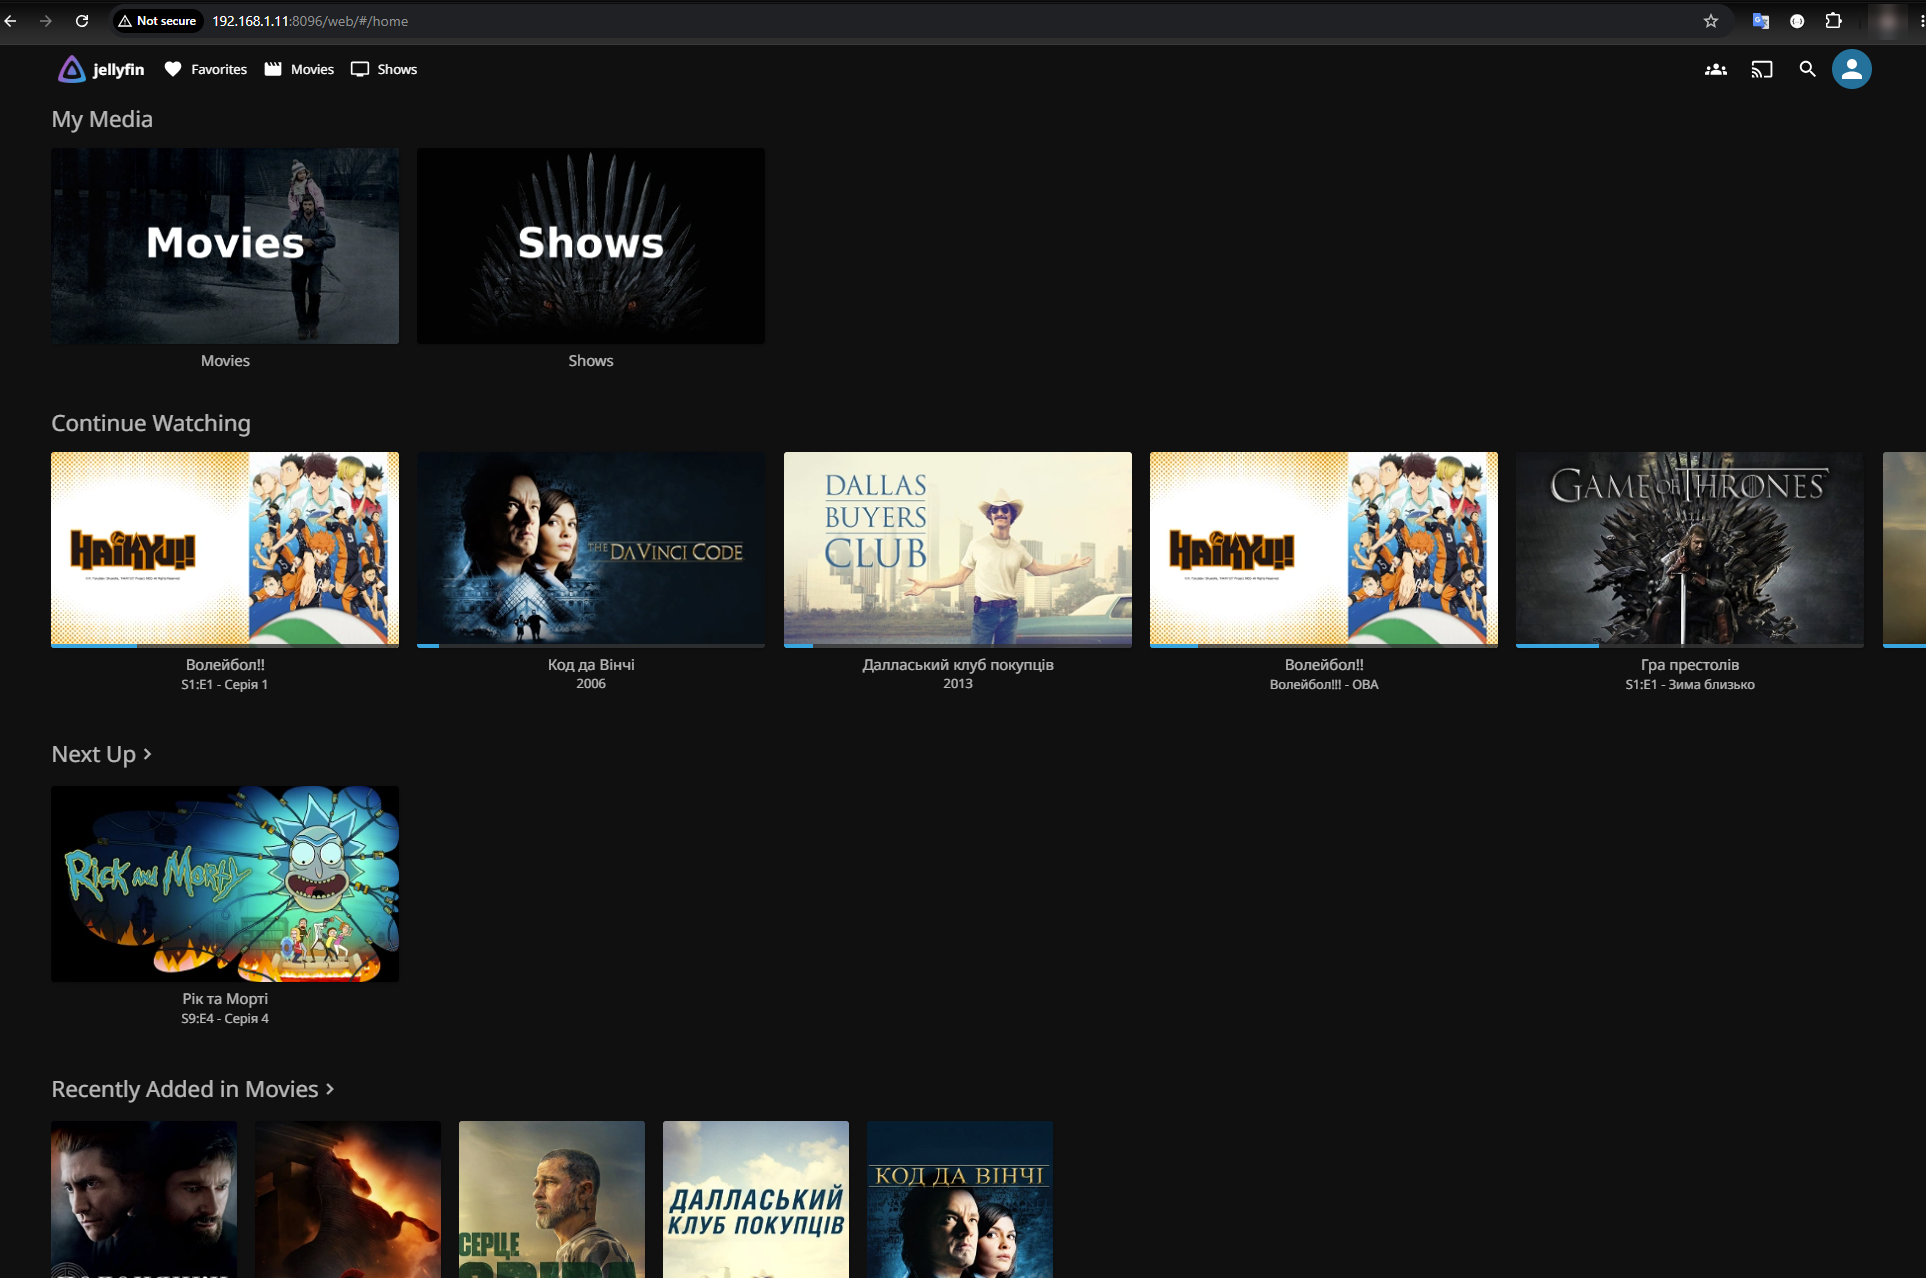 Not secure
192.168.1.11:8096/web/#/home
jellyfin
Favorites
Movies
Shows
My Media
Movies
Shows
Movies
Shows
Continue Watching
HAIKYU!!
THE DA VINCI CODE
DALLAS
BUYERS
CLUB
HAIKYU!!
GAME OF THRONES
Волейбол!!
S1:E1 - Серія 1
Код да Вінчі
2006
Далласький клуб покупців
2013
Волейбол!!
Волейбол!!! - ОВА
Гра престолів
S1:E1 - Зима близько
Next Up
RICK AND MORTY
Рік та Морті
S9:E4 - Серія 4
Recently Added in Movies
СЕРЦЕ
ДАЛЛАСЬКИЙ
КЛУБ ПОКУПЦІВ
КОД ДА ВІНЧІ